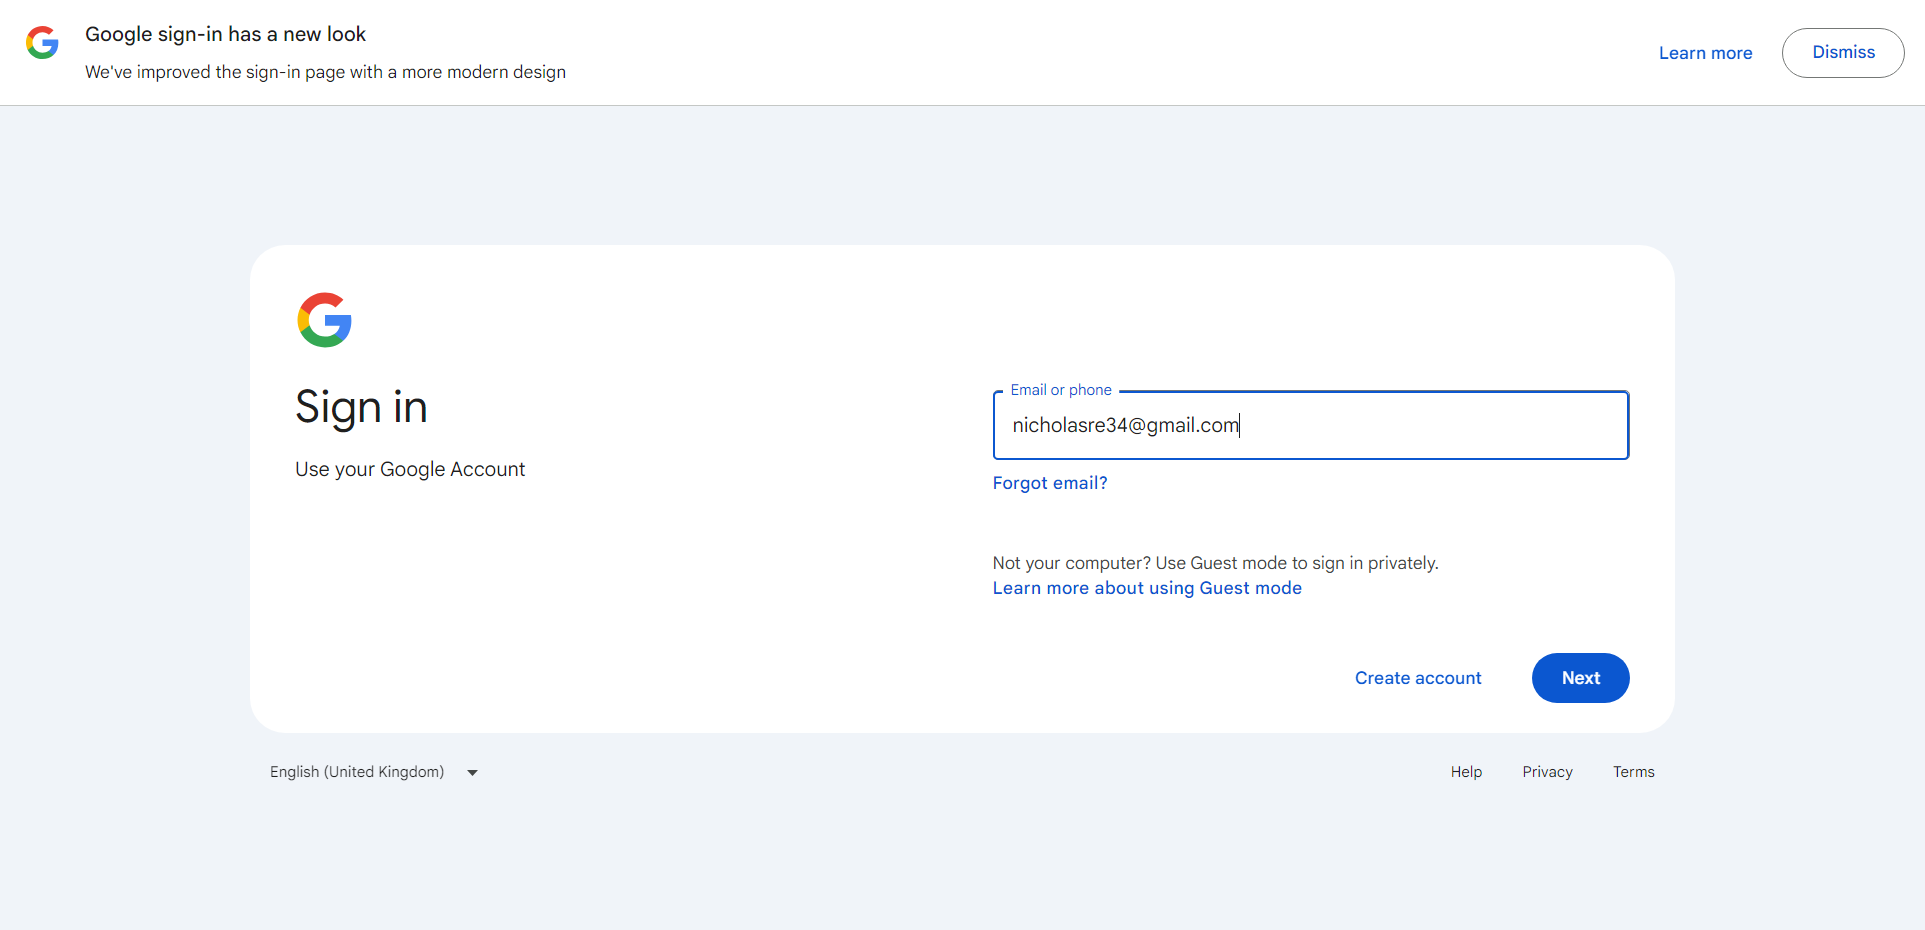 Google sign-in has a new look
We've improved the sign-in page with a more modern design
Learn more
Dismiss
Sign in
Use your Google Account
Email or phone
nicholasre34@gmail.com
Forgot email?
Not your computer? Use Guest mode to sign in privately.
Learn more about using Guest mode
Create account
Next
English (United Kingdom)
Help
Privacy
Terms